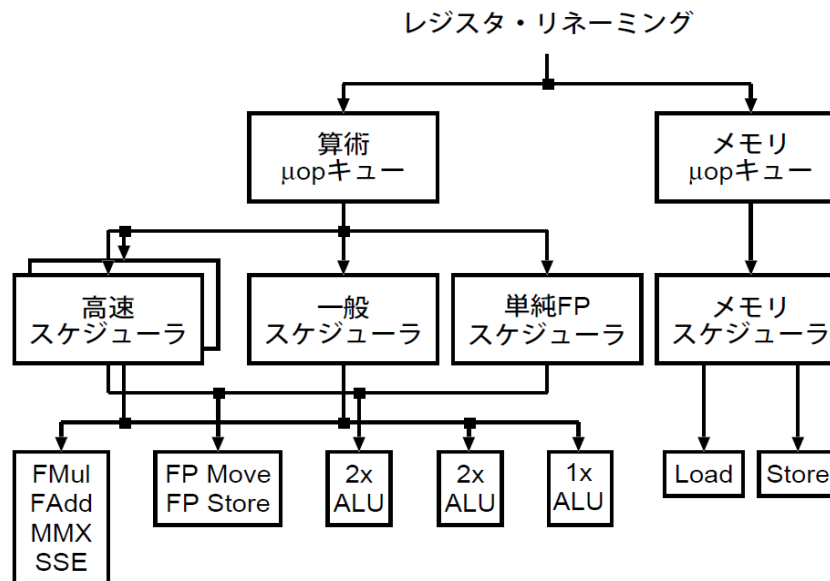 レジスタ・リネーミング
算術
μopキュー
メモリ
μopキュー
高速
スケジューラ
一般
スケジューラ
単純FP
スケジューラ
メモリ
スケジューラ
FMul
FAdd
MMX
SSE
FP Move
FP Store
2x
ALU
2x
ALU
1x
ALU
Load
Store